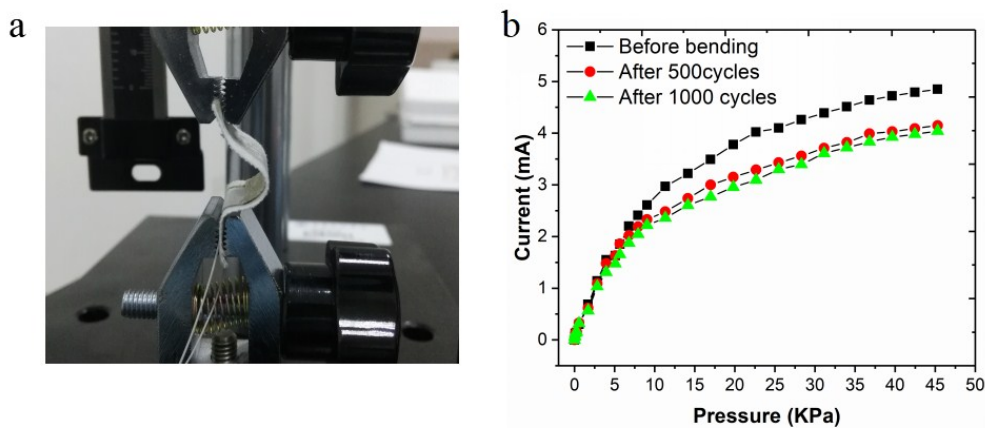 a
b
Before bending
After 500cycles
After 1000 cycles
Current (mA)
6
5
4
3
2
1
0
0 5 10 15 20 25 30 35 40 45 50
Pressure (KPa)